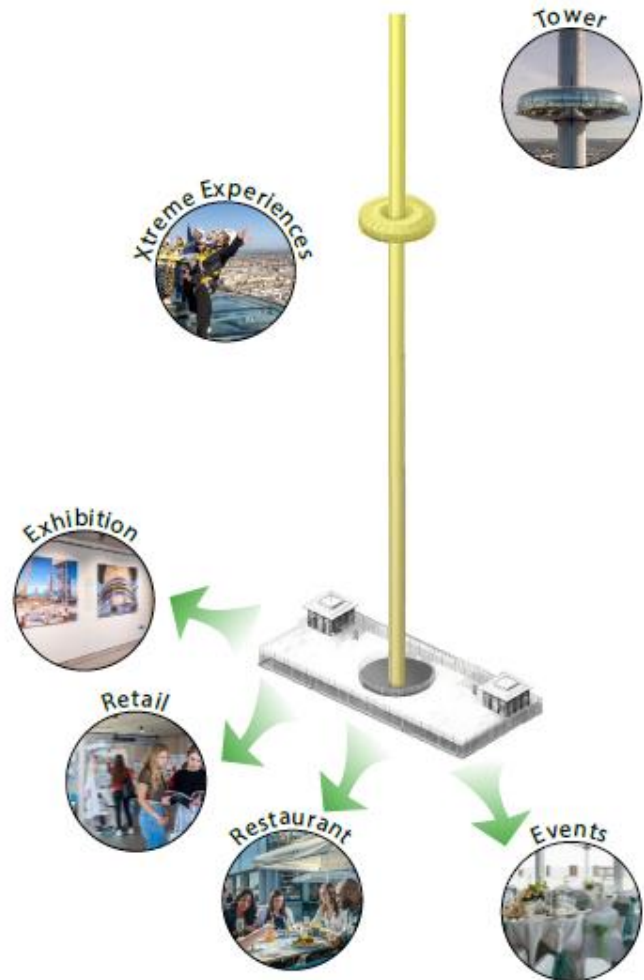 Tower
Xtreme Experiences
Exhibition
Retail
Restaurant
Events